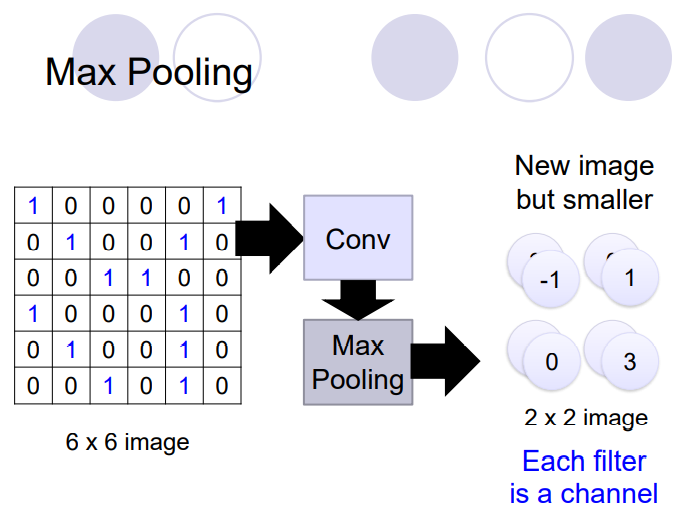 Max Pooling
1 0 0 0 0 1
0 1 0 0 1 0
0 0 1 1 0 0
1 0 0 0 1 0
0 1 0 0 1 0
0 0 1 0 1 0
6 x 6 image
Conv
Max
Pooling
New image
but smaller
-1 1
0 3
2 x 2 image
Each filter
is a channel